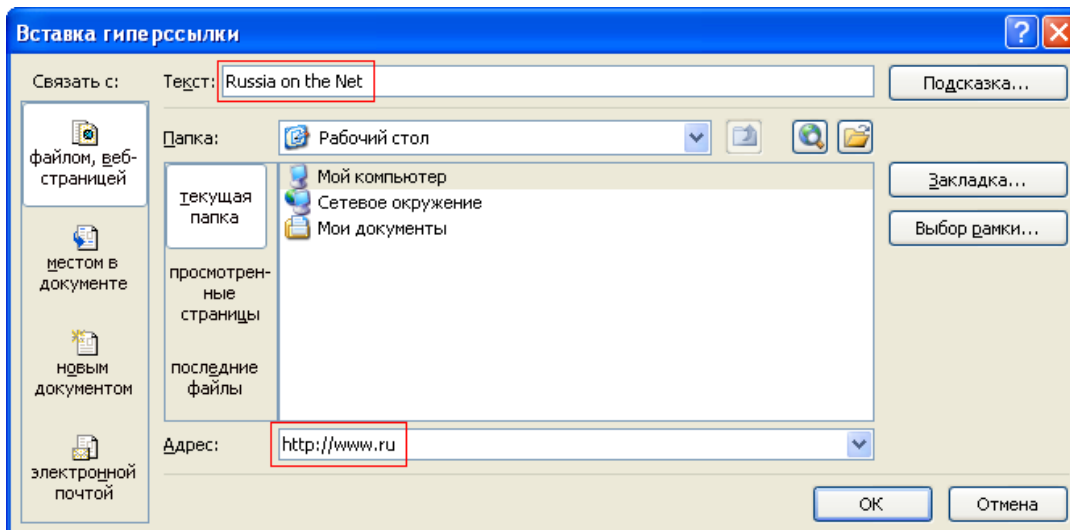 Вставка гиперссылки
Связать с:
Текст: Russia on the Net
Подсказка...
файлом, веб-
страницей
Папка: Рабочий стол
текущая
папка
Мой компьютер
Сетевое окружение
Мои документы
Закладка...
Выбор рамки...
местом в
документе
просмотрен-
ные
страницы
новым
документом
последние
файлы
Адрес: http://www.ru
электронной
почтой
ОК
Отмена